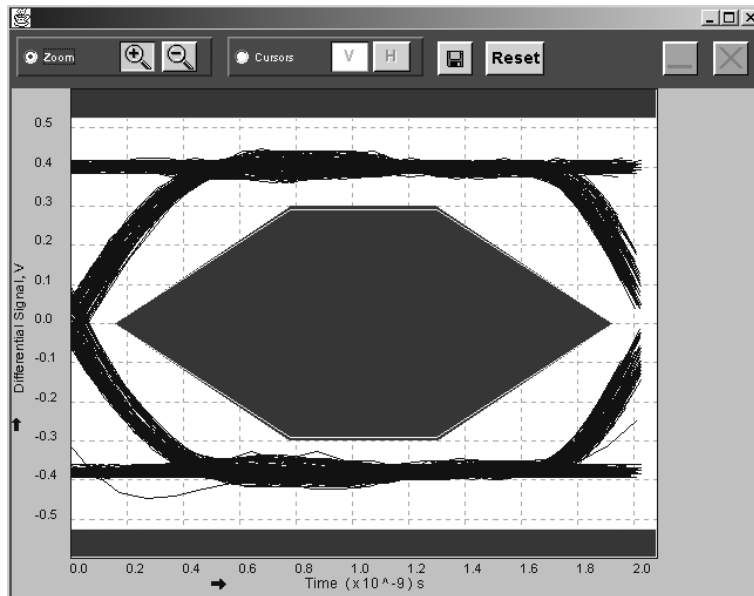 Zoom
Cursors
V
H
Reset
0.5
0.4
0.3
0.2
0.1
0.0
-0.1
-0.2
-0.3
-0.4
-0.5
Differential Signal, V
0.0 0.2 0.4 0.6 0.8 1.0 1.2 1.4 1.6 1.8 2.0
Time (x10^-9) s